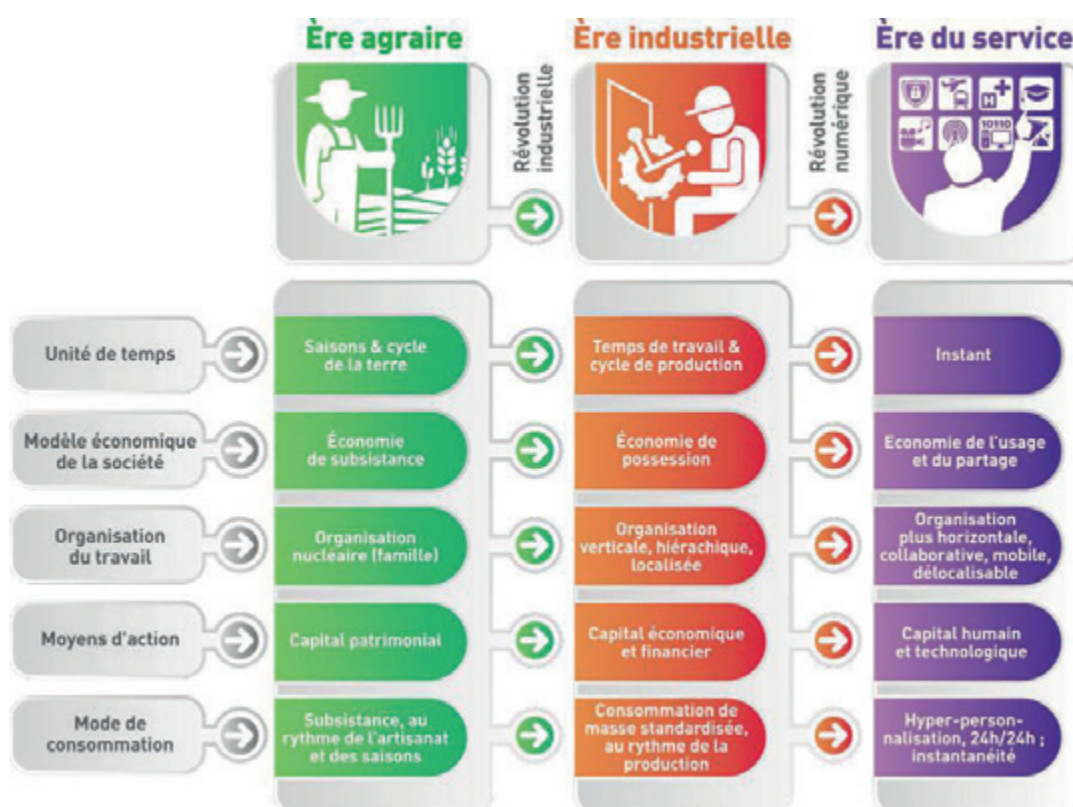 Ère agraire
Révolution
industrielle
Ère industrielle
Révolution
numérique
Ère du service
10110
H
Unité de temps
Saisons & cycle
de la terre
Temps de travail &
cycle de production
Instant
Modèle économique
de la société
Économie
de subsistance
Économie de
possession
Economie de l'usage
et du partage
Organisation
du travail
Organisation
nucléaire (famille)
Organisation
verticale, hiérachique,
localisée
Organisation
plus horizontale,
collaborative, mobile,
délocalisable
Moyens d'action
Capital patrimonial
Capital économique
et financier
Capital humain
et technologique
Mode de
consommation
Subsistance, au
rythme de l'artisanat
et des saisons
Consommation de
masse standardisée,
au rythme de la
production
Hyper-person-
nalisation, 24h/24h ;
instantanéité